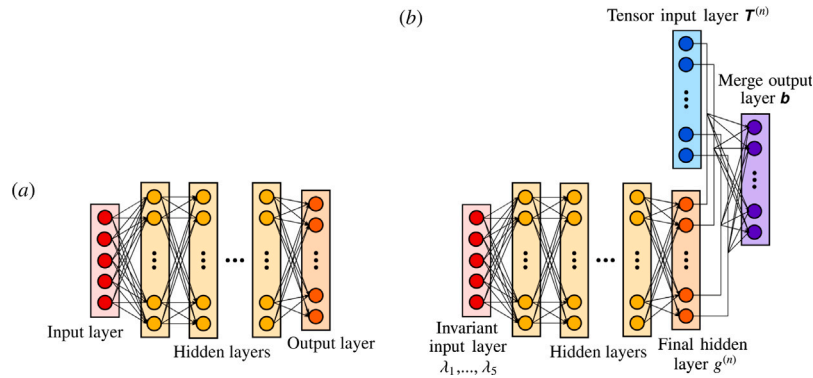 (a)
Input layer
Hidden layers
Output layer
(b)
Tensor input layer T⁽ⁿ⁾
Merge output
layer b
Invariant
input layer
λ₁,..., λ₅
Hidden layers
Final hidden
layer g⁽ⁿ⁾